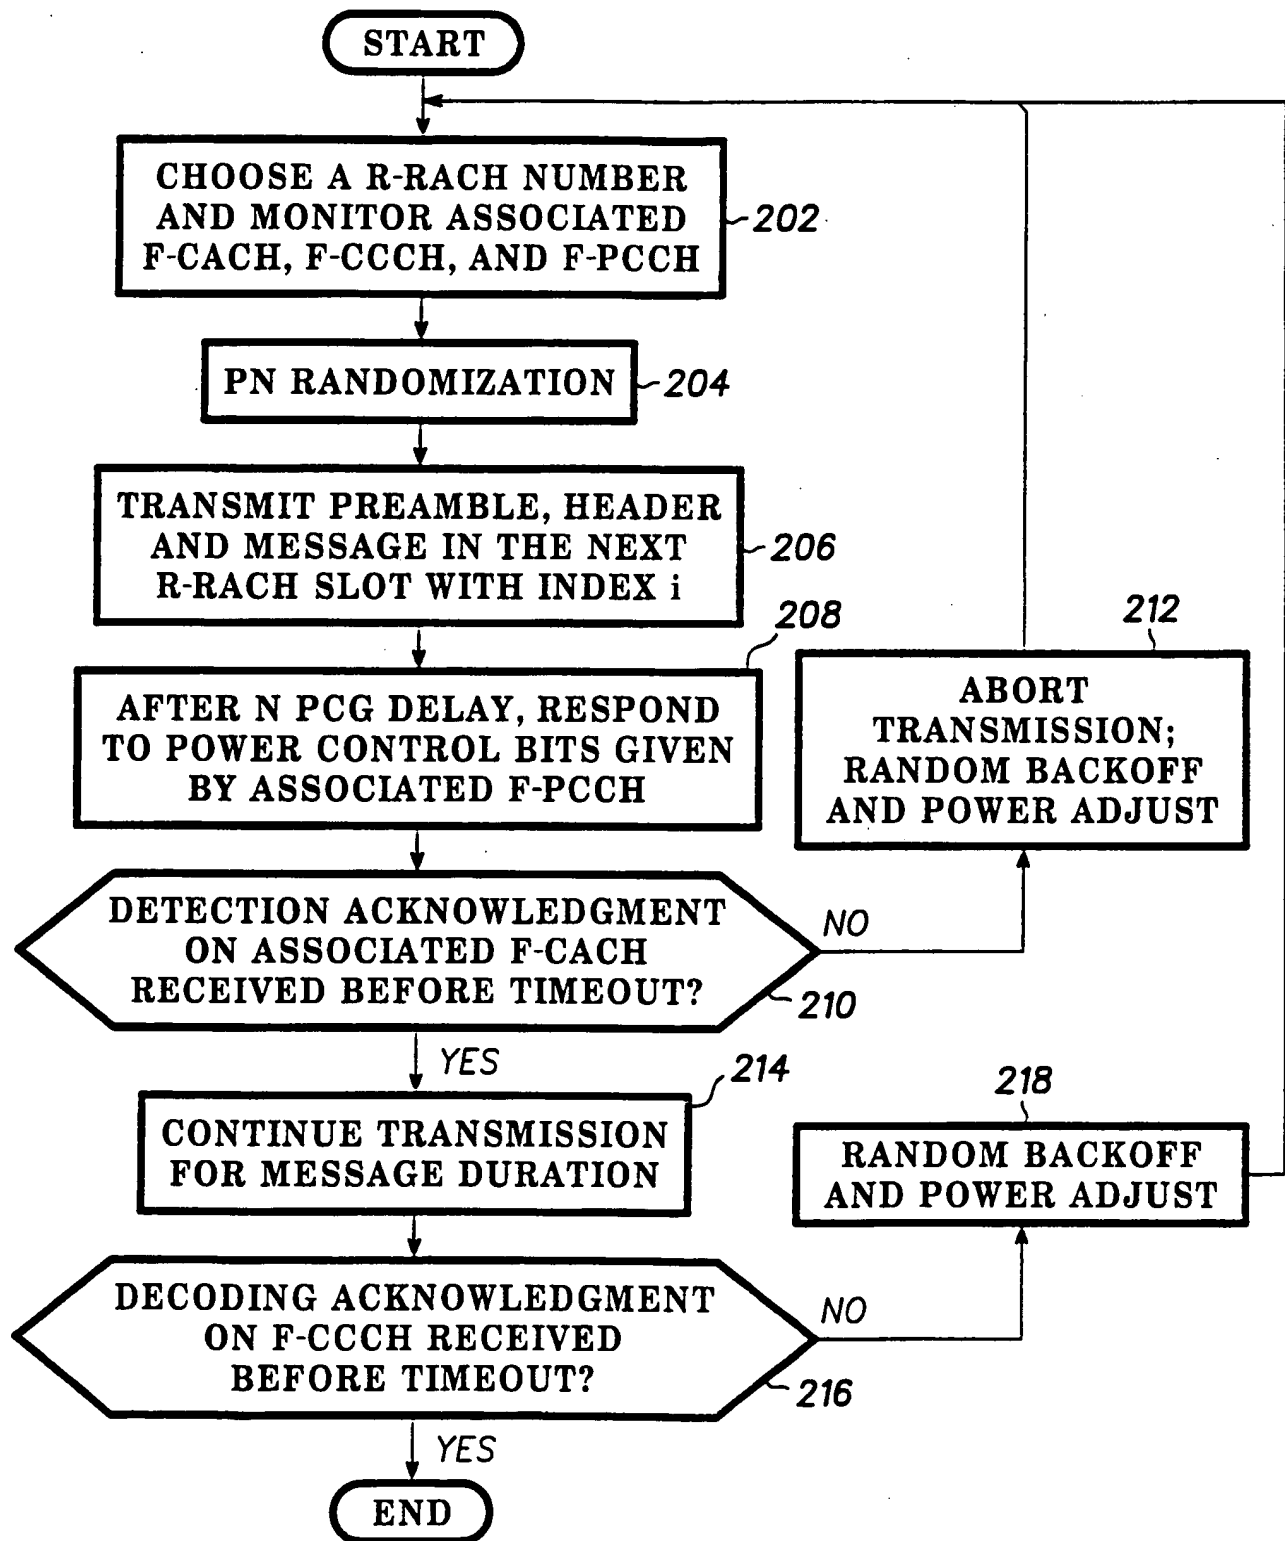 START
CHOOSE A R-RACH NUMBER
AND MONITOR ASSOCIATED
F-CACH, F-CCCH, AND F-PCCH
202
PN RANDOMIZATION
204
TRANSMIT PREAMBLE, HEADER
AND MESSAGE IN THE NEXT
R-RACH SLOT WITH INDEX i
206
208
AFTER N PCG DELAY, RESPOND
TO POWER CONTROL BITS GIVEN
BY ASSOCIATED F-PCCH
212
ABORT
TRANSMISSION;
RANDOM BACKOFF
AND POWER ADJUST
DETECTION ACKNOWLEDGMENT
ON ASSOCIATED F-CACH
RECEIVED BEFORE TIMEOUT?
NO
210
YES
214
CONTINUE TRANSMISSION
FOR MESSAGE DURATION
218
RANDOM BACKOFF
AND POWER ADJUST
DECODING ACKNOWLEDGMENT
ON F-CCCH RECEIVED
BEFORE TIMEOUT?
NO
216
YES
END